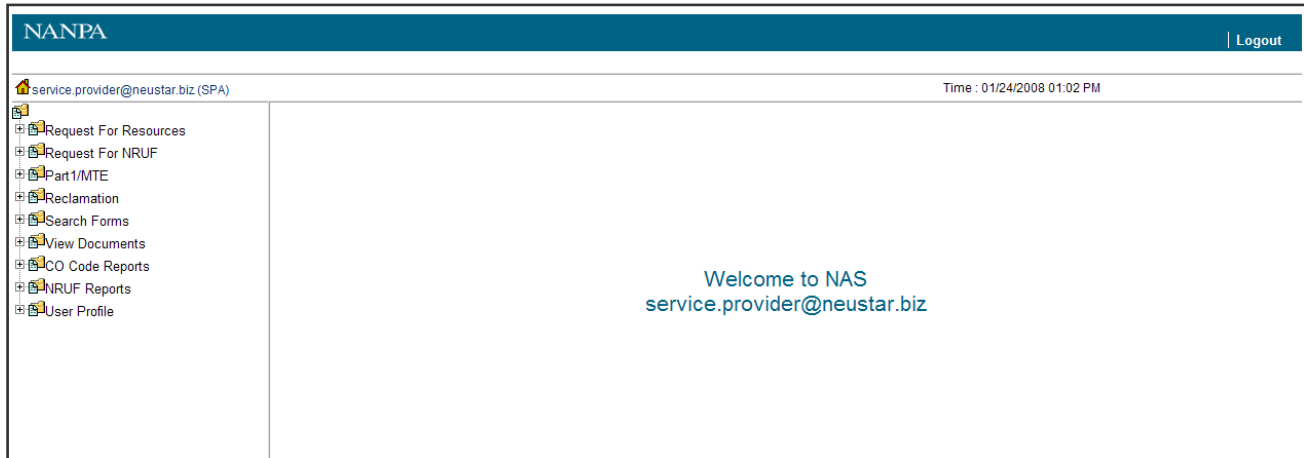 NANPA
Logout
service.provider@neustar.biz (SPA)
Time : 01/24/2008 01:02 PM
Request For Resources
Request For NRUF
Part1/MTE
Reclamation
Search Forms
View Documents
CO Code Reports
NRUF Reports
User Profile
Welcome to NAS
service.provider@neustar.biz